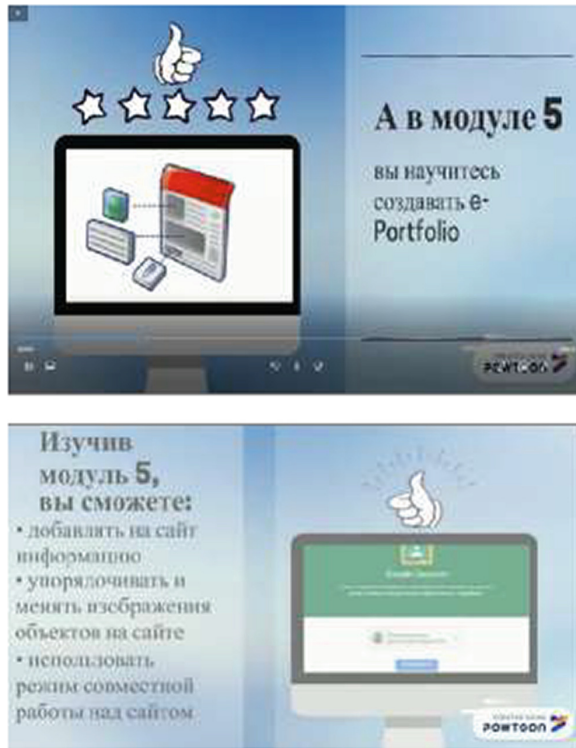 А в модуле 5
вы научитесь
создавать e-
Portfolio
POWTOON
Изучив
модуль 5,
вы сможете:
• добавлять на сайт
информацию
• упорядочивать и
менять изображения
объектов на сайте
• использовать
режим совместной
работы над сайтом
POWTOON